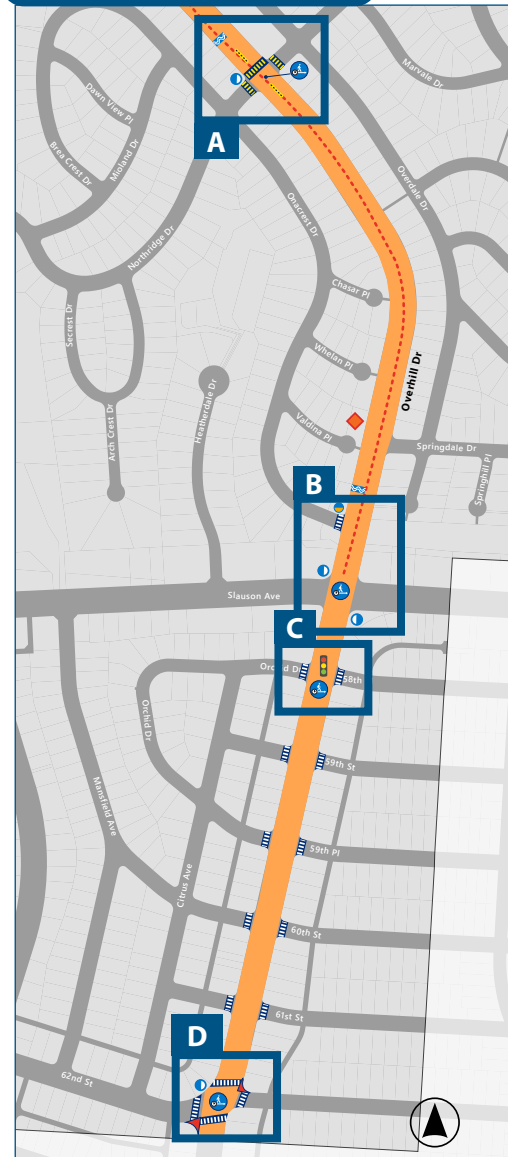 A
Matvale Dr
Dawn View Pl
Brea Crest Dr
Mioland Dr
Northridge Dr
Onacrest Dr
Overdale Dr
Secrest Dr
Chasar Pl
Whelan Pl
Overhill Dr
Arch Crest Dr
Heatherdale Dr
Valdina Pl
Springdale Dr
Springhill Pl
B
Slauson Ave
C
58th
Orchid Dr
59th St
Mansfield Ave
59th Pl
Citrus Ave
60th St
61st St
D
62nd St